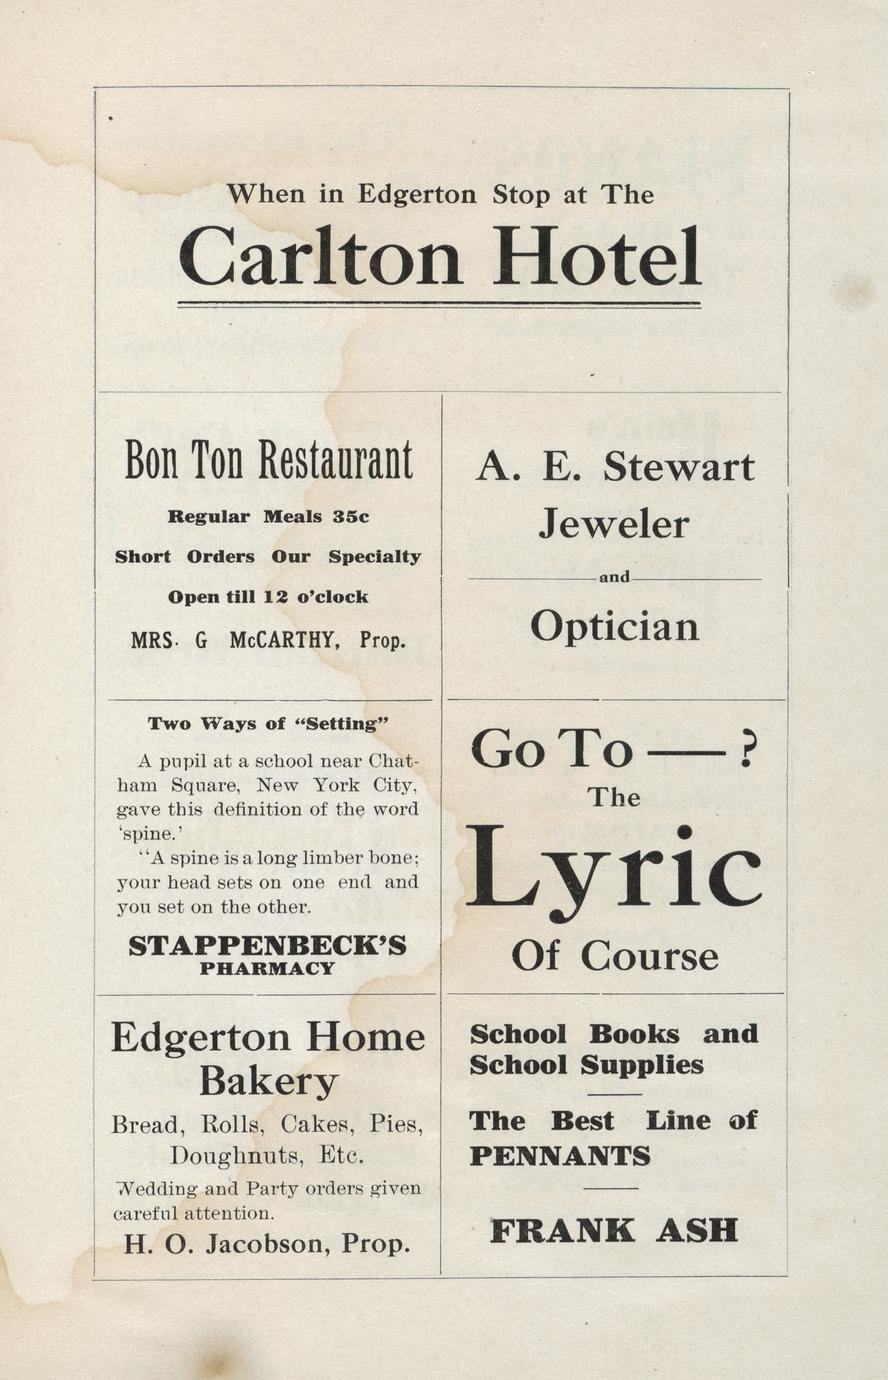 When in Edgerton Stop at The
Carlton Hotel
Bon Ton Restaurant
Regular Meals 35c
Short Orders Our Specialty
Open till 12 o'clock
MRS. G McCARTHY, Prop.
A. E. Stewart
Jeweler
and
Optician
Two Ways of "Setting"
A pupil at a school near Chat-
ham Square, New York City,
gave this definition of the word
'spine.'
"A spine is a long limber bone;
your head sets on one end and
you set on the other.
STAPPENBECK'S
PHARMACY
Go To — ?
The
Lyric
Of Course
Edgerton Home
Bakery
Bread, Rolls, Cakes, Pies,
Doughnuts, Etc.
Wedding and Party orders given
careful attention.
H. O. Jacobson, Prop.
School Books and
School Supplies
The Best Line of
PENNANTS
FRANK ASH